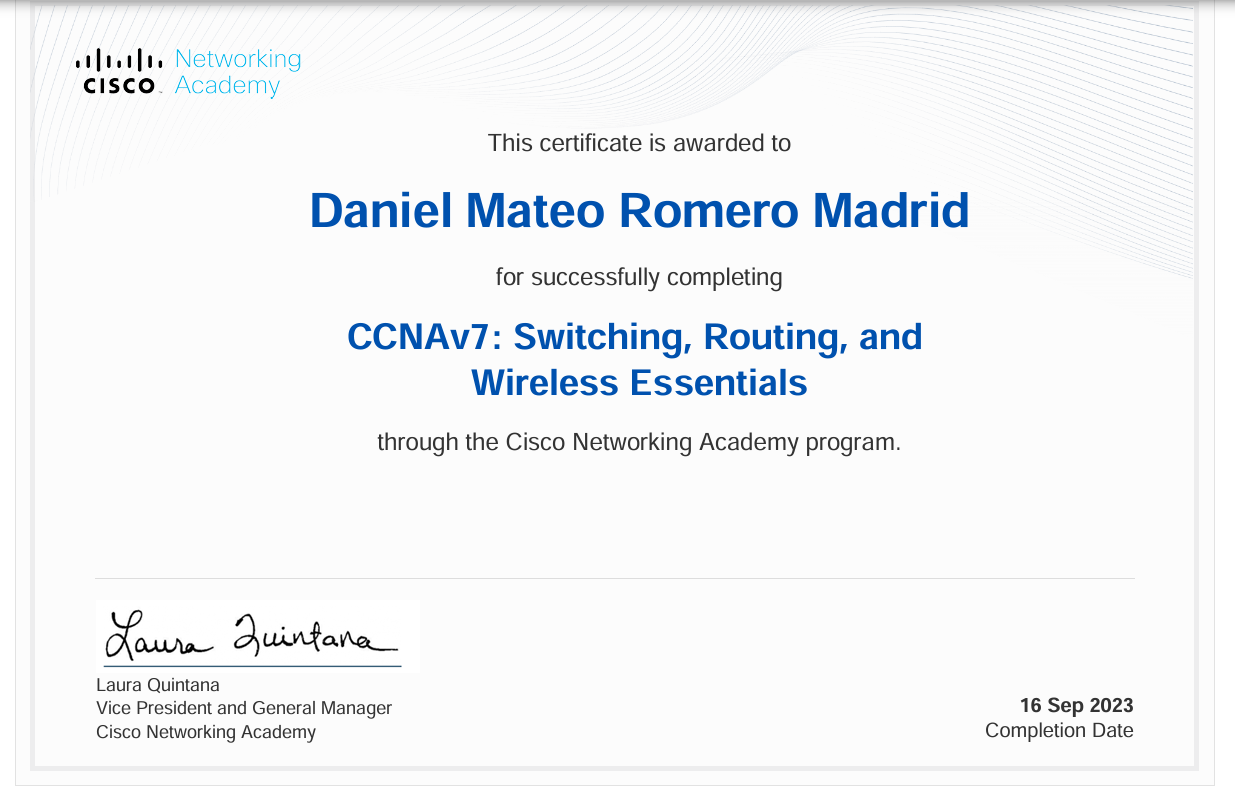 Networking
CISCO Academy
This certificate is awarded to
Daniel Mateo Romero Madrid
for successfully completing
CCNAv7: Switching, Routing, and
Wireless Essentials
through the Cisco Networking Academy program.
Laura Quintana
Laura Quintana
Vice President and General Manager
Cisco Networking Academy
16 Sep 2023
Completion Date